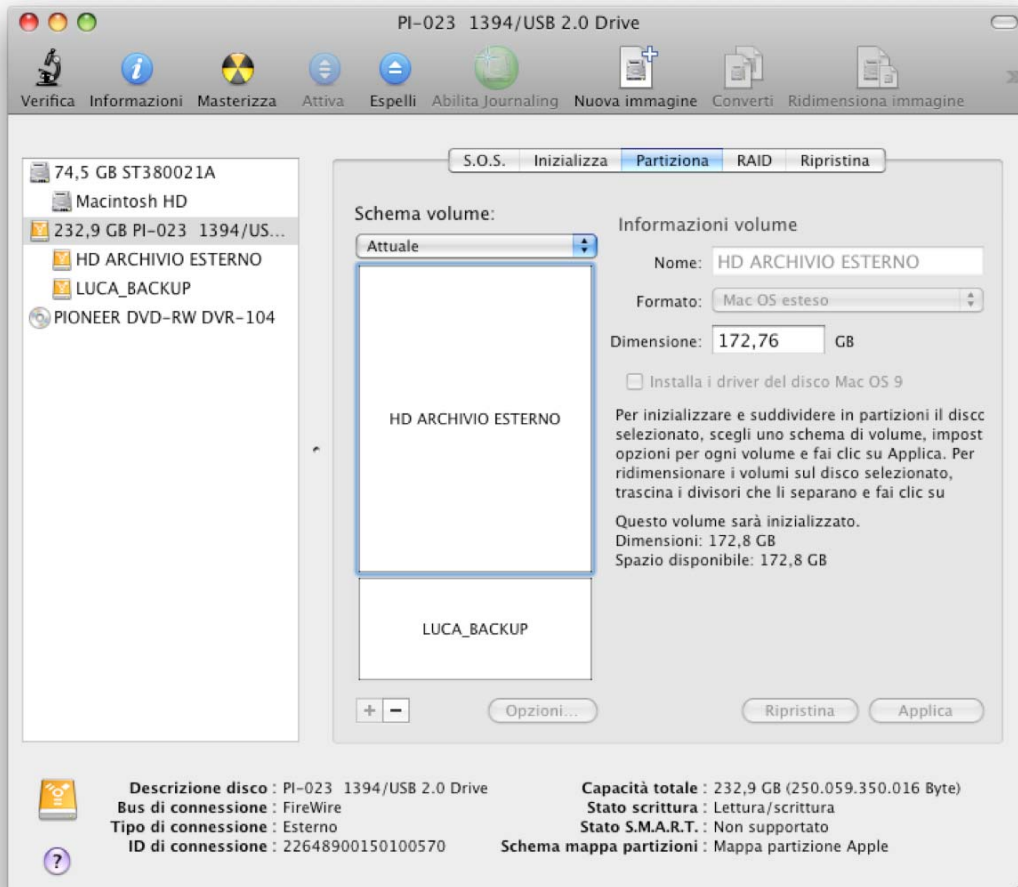 PI-023 1394/USB 2.0 Drive
Verifica Informazioni Masterizza Attiva Espelli Abilita Journaling Nuova immagine Converti Ridimensiona immagine
74,5 GB ST380021A
Macintosh HD
232,9 GB PI-023 1394/US...
HD ARCHIVIO ESTERNO
LUCA_BACKUP
PIONEER DVD-RW DVR-104
S.O.S. Inizializza Partiziona RAID Ripristina
Schema volume:
Attuale
HD ARCHIVIO ESTERNO
LUCA_BACKUP
+ −
Opzioni...
Informazioni volume
Nome: HD ARCHIVIO ESTERNO
Formato: Mac OS esteso
Dimensione: 172,76 GB
Installa i driver del disco Mac OS 9
Per inizializzare e suddividere in partizioni il discc
selezionato, scegli uno schema di volume, impost
opzioni per ogni volume e fai clic su Applica. Per
ridimensionare i volumi sul disco selezionato,
trascina i divisori che li separano e fai clic su
Questo volume sarà inizializzato.
Dimensioni: 172,8 GB
Spazio disponibile: 172,8 GB
Ripristina Applica
Descrizione disco : PI-023 1394/USB 2.0 Drive
Bus di connessione : FireWire
Tipo di connessione : Esterno
ID di connessione : 22648900150100570
Capacità totale : 232,9 GB (250.059.350.016 Byte)
Stato scrittura : Lettura/scrittura
Stato S.M.A.R.T. : Non supportato
Schema mappa partizioni : Mappa partizione Apple
?